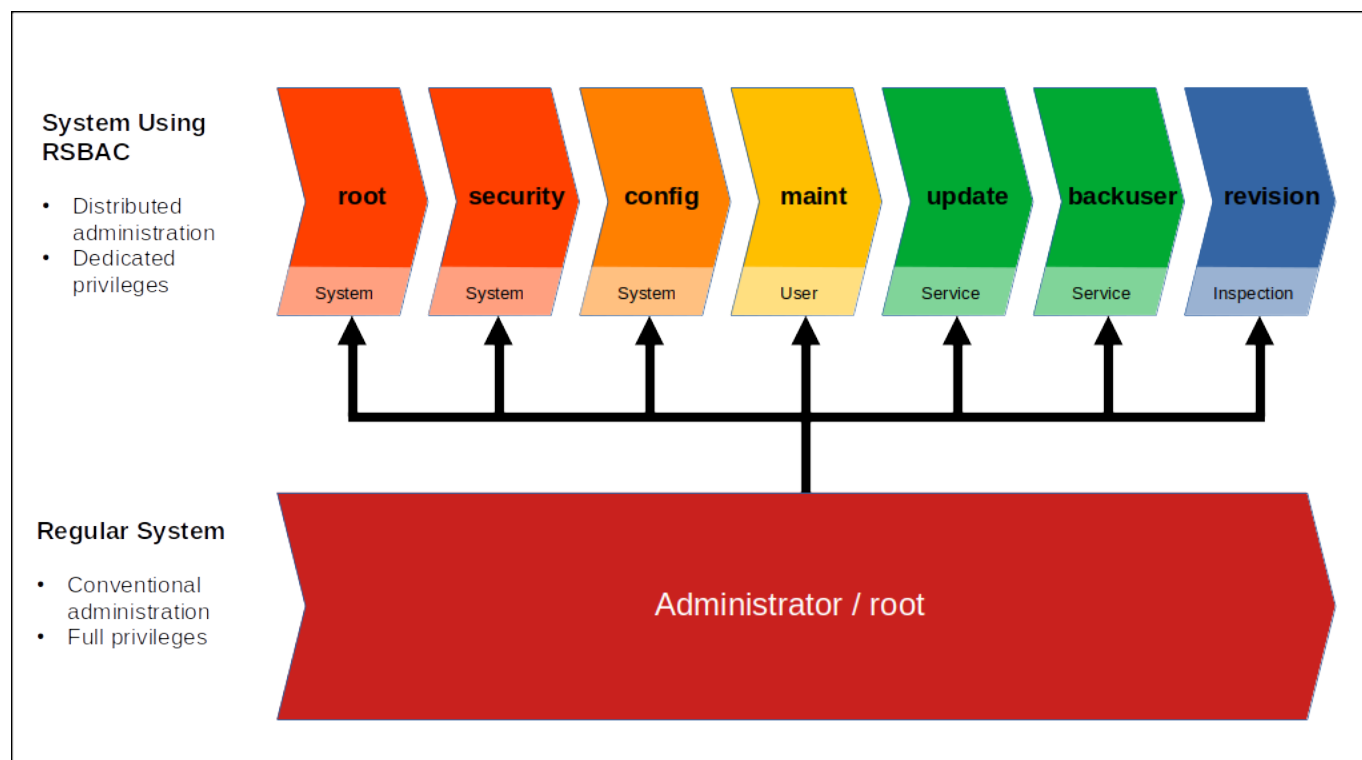 System Using
RSBAC
• Distributed
administration
• Dedicated
privileges
root
security
config
maint
update
backuser
revision
System
System
System
User
Service
Service
Inspection
Regular System
• Conventional
administration
• Full privileges
Administrator / root